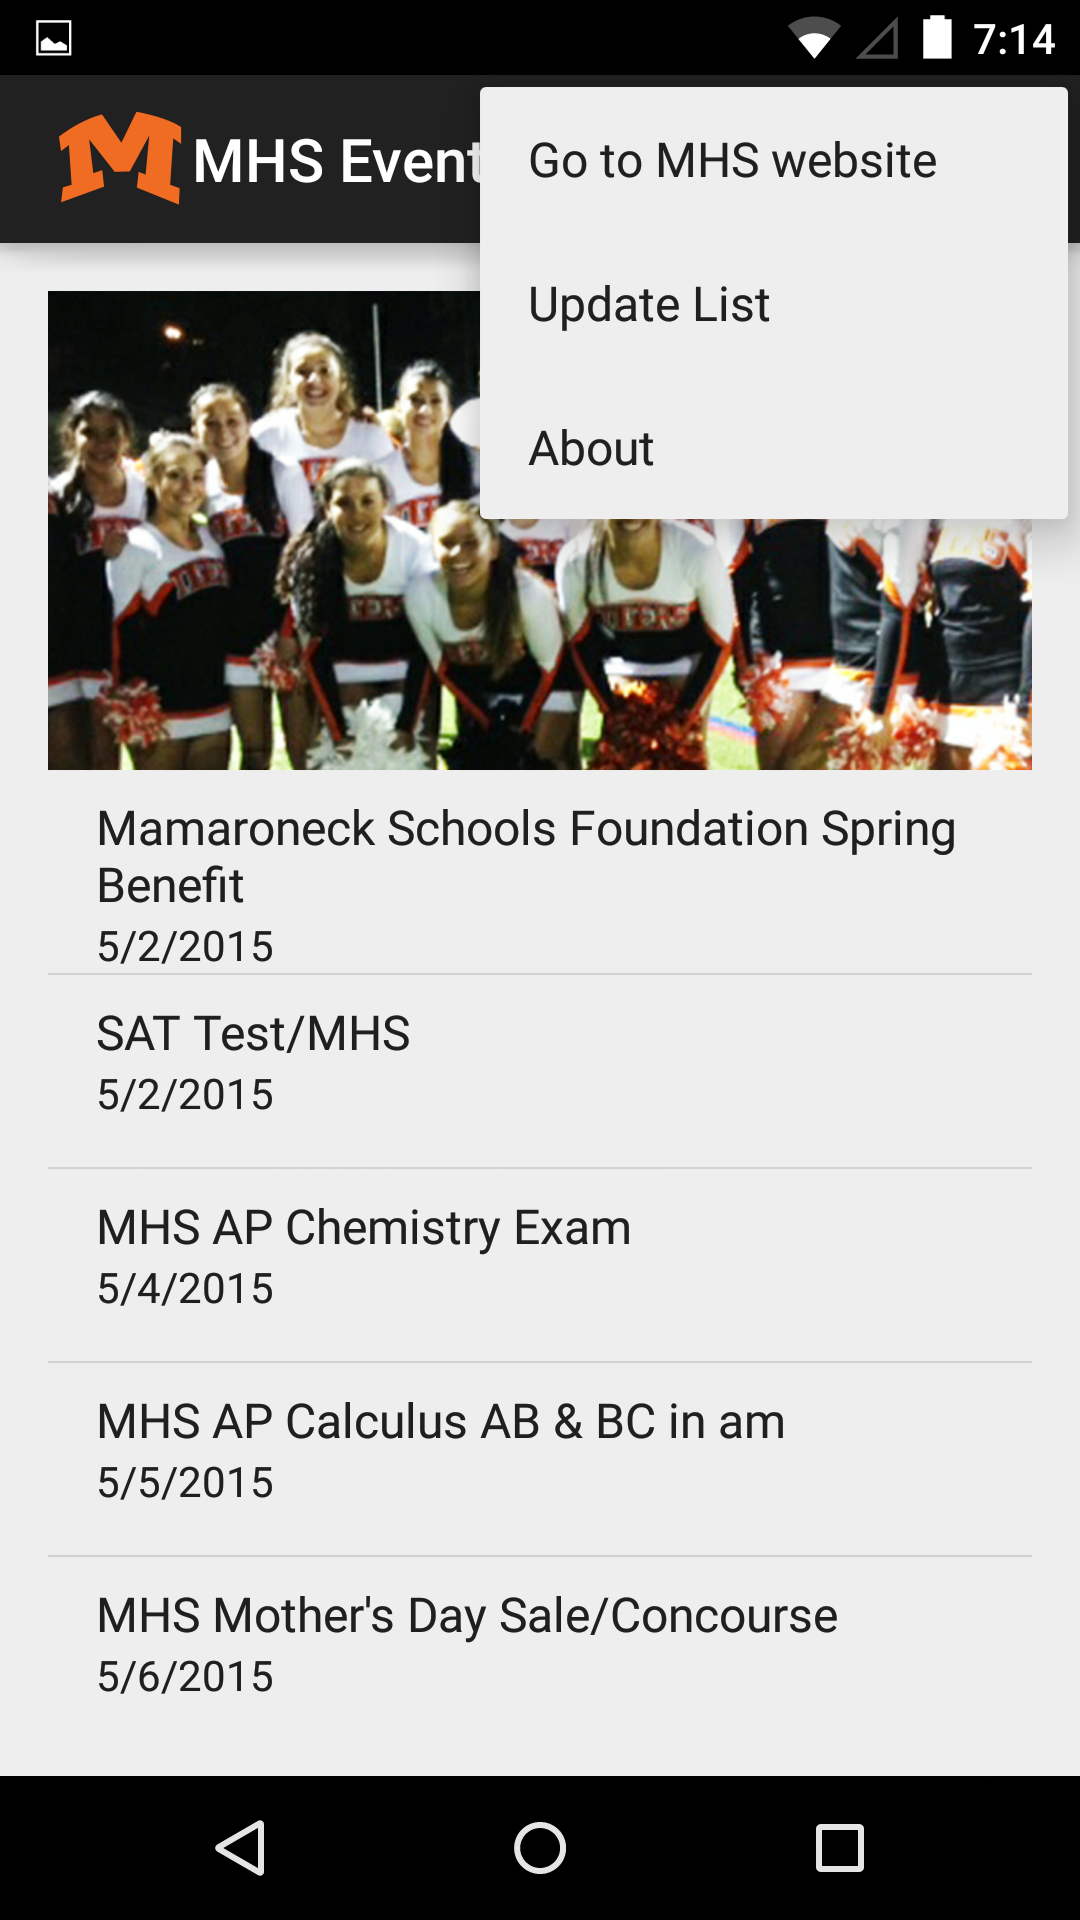 7:14
MHS Event
Go to MHS website
Update List
About
Mamaroneck Schools Foundation Spring
Benefit
5/2/2015
SAT Test/MHS
5/2/2015
MHS AP Chemistry Exam
5/4/2015
MHS AP Calculus AB & BC in am
5/5/2015
MHS Mother's Day Sale/Concourse
5/6/2015